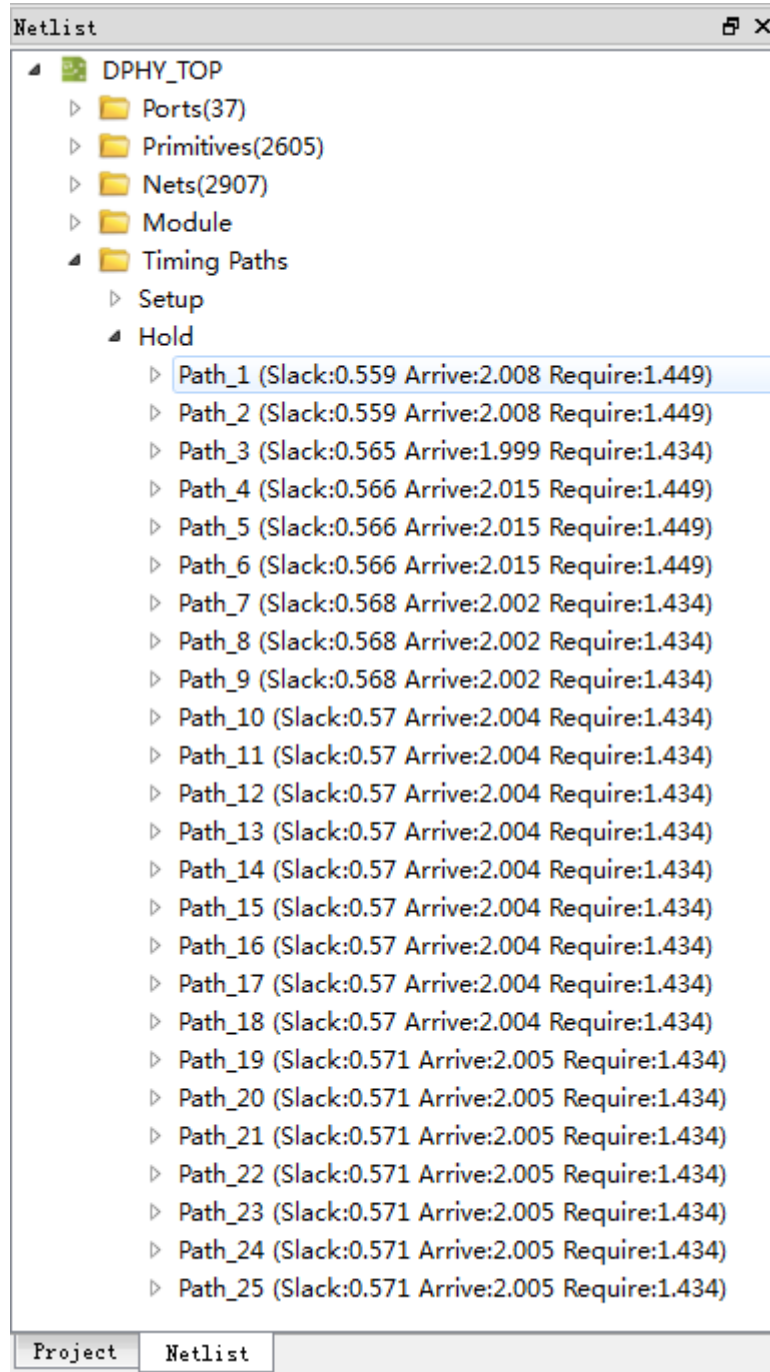 Netlist
DPHY_TOP
Ports(37)
Primitives(2605)
Nets(2907)
Module
Timing Paths
Setup
Hold
Path_1 (Slack:0.559 Arrive:2.008 Require:1.449)
Path_2 (Slack:0.559 Arrive:2.008 Require:1.449)
Path_3 (Slack:0.565 Arrive:1.999 Require:1.434)
Path_4 (Slack:0.566 Arrive:2.015 Require:1.449)
Path_5 (Slack:0.566 Arrive:2.015 Require:1.449)
Path_6 (Slack:0.566 Arrive:2.015 Require:1.449)
Path_7 (Slack:0.568 Arrive:2.002 Require:1.434)
Path_8 (Slack:0.568 Arrive:2.002 Require:1.434)
Path_9 (Slack:0.568 Arrive:2.002 Require:1.434)
Path_10 (Slack:0.57 Arrive:2.004 Require:1.434)
Path_11 (Slack:0.57 Arrive:2.004 Require:1.434)
Path_12 (Slack:0.57 Arrive:2.004 Require:1.434)
Path_13 (Slack:0.57 Arrive:2.004 Require:1.434)
Path_14 (Slack:0.57 Arrive:2.004 Require:1.434)
Path_15 (Slack:0.57 Arrive:2.004 Require:1.434)
Path_16 (Slack:0.57 Arrive:2.004 Require:1.434)
Path_17 (Slack:0.57 Arrive:2.004 Require:1.434)
Path_18 (Slack:0.57 Arrive:2.004 Require:1.434)
Path_19 (Slack:0.571 Arrive:2.005 Require:1.434)
Path_20 (Slack:0.571 Arrive:2.005 Require:1.434)
Path_21 (Slack:0.571 Arrive:2.005 Require:1.434)
Path_22 (Slack:0.571 Arrive:2.005 Require:1.434)
Path_23 (Slack:0.571 Arrive:2.005 Require:1.434)
Path_24 (Slack:0.571 Arrive:2.005 Require:1.434)
Path_25 (Slack:0.571 Arrive:2.005 Require:1.434)
Project Netlist